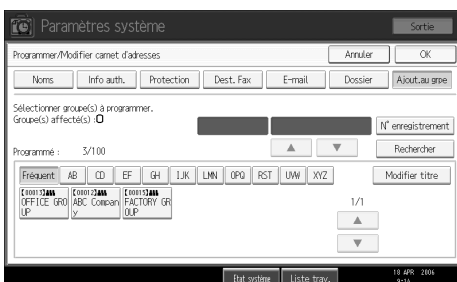 Paramètres système
Sortie
Programmer/Modifier carnet d'adresses
Annuler
OK
Noms
Info auth.
Protection
Dest. Fax
E-mail
Dossier
Ajout.au grpe
Sélectionner groupe(s) à programmer.
Groupe(s) affecté(s) :0
N° enregistrement
Programmé : 3/100
▲
▼
Rechercher
Fréquent
AB
CD
EF
GH
IJK
LMN
OPQ
RST
UVW
XYZ
Modifier titre
[00013]
OFFICE GRO
UP
[00012]
ABC Compan
y
[00011]
FACTORY GR
OUP
1/1
▲
▼
Etat système
Liste trav.
18 APR 2006